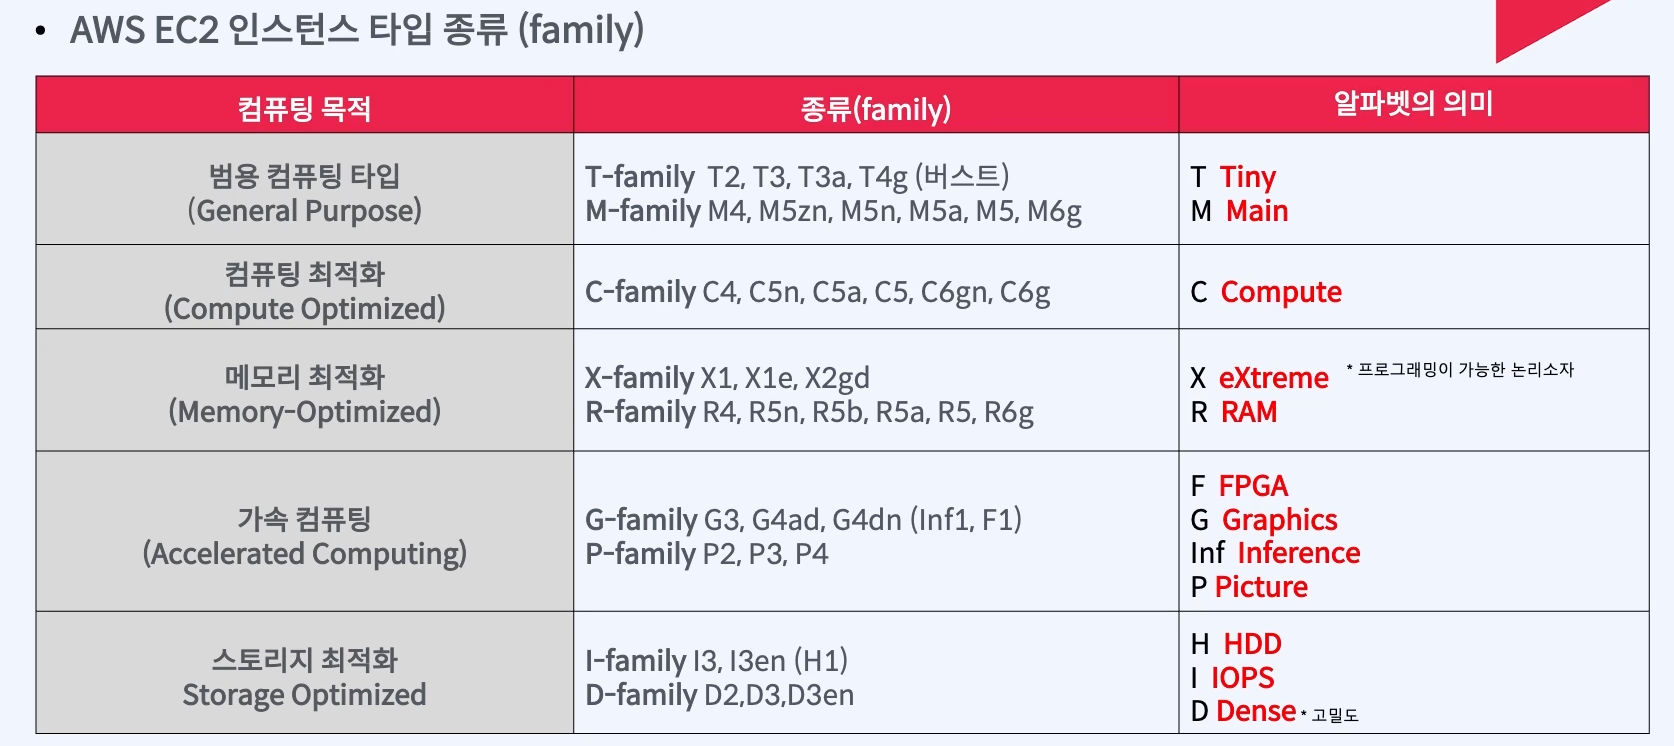 • AWS EC2 인스턴스 타입 종류 (family)
컴퓨팅 목적
종류(family)
알파벳의 의미
범용 컴퓨팅 타입
(General Purpose)
T-family T2, T3, T3a, T4g (버스트)
M-family M4, M5zn, M5n, M5a, M5, M6g
T Tiny
M Main
컴퓨팅 최적화
(Compute Optimized)
C-family C4, C5n, C5a, C5, C6gn, C6g
C Compute
메모리 최적화
(Memory-Optimized)
X-family X1, X1e, X2gd
R-family R4, R5n, R5b, R5a, R5, R6g
X eXtreme * 프로그래밍이 가능한 논리소자
R RAM
가속 컴퓨팅
(Accelerated Computing)
G-family G3, G4ad, G4dn (Inf1, F1)
P-family P2, P3, P4
F FPGA
G Graphics
Inf Inference
P Picture
스토리지 최적화
Storage Optimized
I-family I3, I3en (H1)
D-family D2,D3,D3en
H HDD
I IOPS
D Dense * 고밀도